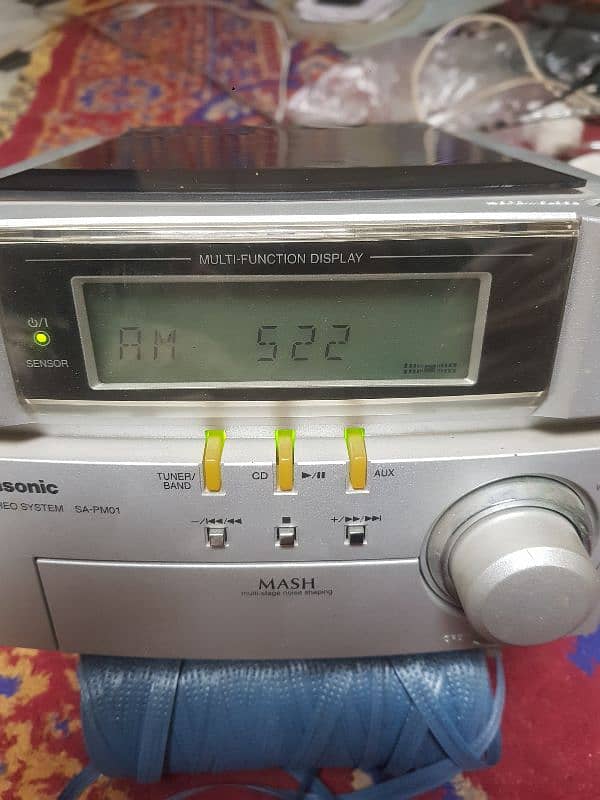 MULTI-FUNCTION DISPLAY
⏻/I
SENSOR
AM 522
TUNER/
BAND
CD ▶/❚❚
AUX
sonic
EO SYSTEM SA-PM01
−/⏮/◀◀
■
+/▶▶/⏭
MASH
multi-stage noise shaping